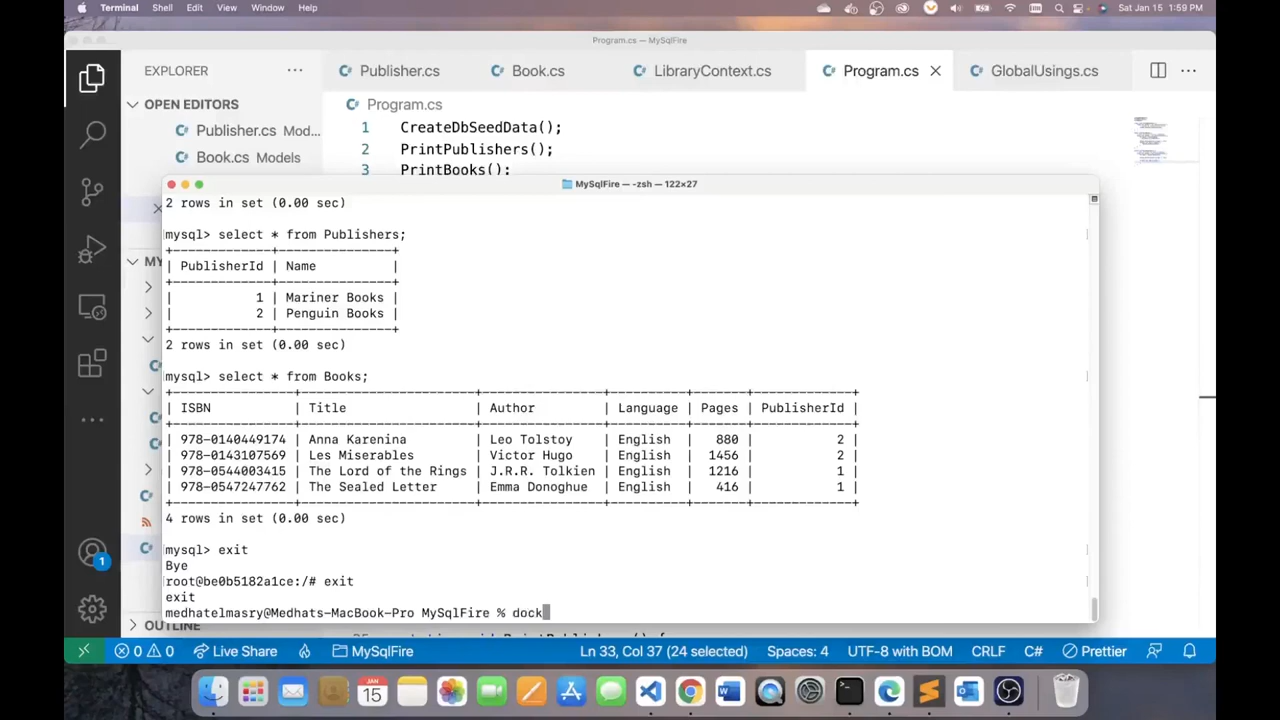 Terminal Shell Edit View Window Help Sat Jan 15 1:59 PM
Program.cs — MySqlFire
EXPLORER ··· Publisher.cs Book.cs LibraryContext.cs Program.cs GlobalUsings.cs ···
OPEN EDITORS
Program.cs
Publisher.cs Mod...
1 CreateDbSeedData();
2 PrintPublishers();
Book.cs Models
3 PrintBooks();
MySqlFire — -zsh — 122×27
2 rows in set (0.00 sec)
mysql> select * from Publishers;
+-------------+---------------+
| PublisherId | Name          |
+-------------+---------------+
|           1 | Mariner Books |
|           2 | Penguin Books |
+-------------+---------------+
2 rows in set (0.00 sec)
mysql> select * from Books;
+----------------+-----------------------+----------------+----------+-------+-------------+
| ISBN           | Title                 | Author         | Language | Pages | PublisherId |
+----------------+-----------------------+----------------+----------+-------+-------------+
| 978-0140449174 | Anna Karenina         | Leo Tolstoy    | English  |   880 |           2 |
| 978-0143107569 | Les Miserables        | Victor Hugo    | English  |  1456 |           2 |
| 978-0544003415 | The Lord of the Rings | J.R.R. Tolkien | English  |  1216 |           1 |
| 978-0547247762 | The Sealed Letter     | Emma Donoghue  | English  |   416 |           1 |
+----------------+-----------------------+----------------+----------+-------+-------------+
4 rows in set (0.00 sec)
mysql> exit
Bye
root@be0b5182a1ce:/# exit
exit
medhatelmasry@Medhats-MacBook-Pro MySqlFire % dock
MY
OUTLINE
1
0 0 Live Share MySqlFire Ln 33, Col 37 (24 selected) Spaces: 4 UTF-8 with BOM CRLF C# Prettier
JAN
15